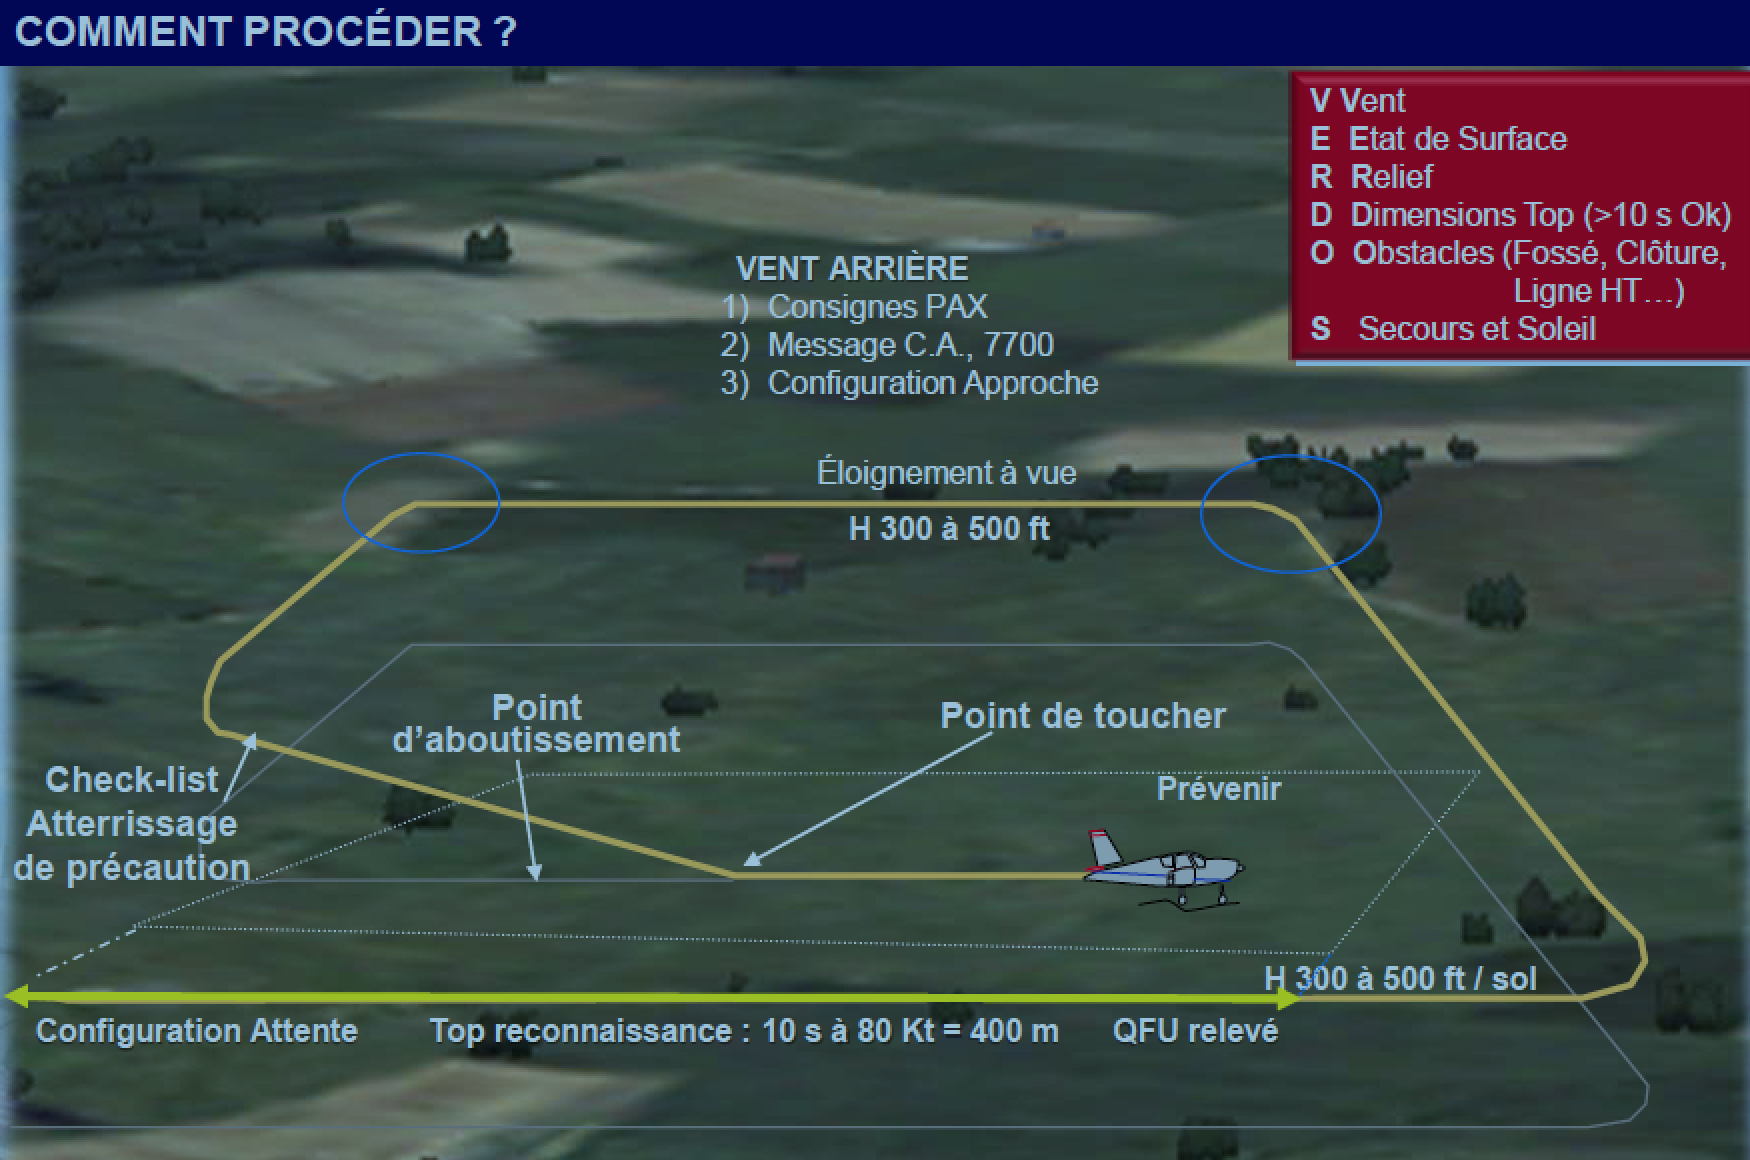 COMMENT PROCÉDER ?
V Vent
E Etat de Surface
R Relief
D Dimensions Top (>10 s Ok)
O Obstacles (Fossé, Clôture,
Ligne HT…)
S Secours et Soleil
VENT ARRIÈRE
1) Consignes PAX
2) Message C.A., 7700
3) Configuration Approche
Éloignement à vue
H 300 à 500 ft
Point
d’aboutissement
Point de toucher
Check-list
Atterrissage
de précaution
Prévenir
H 300 à 500 ft / sol
Configuration Attente
Top reconnaissance : 10 s à 80 Kt = 400 m
QFU relevé